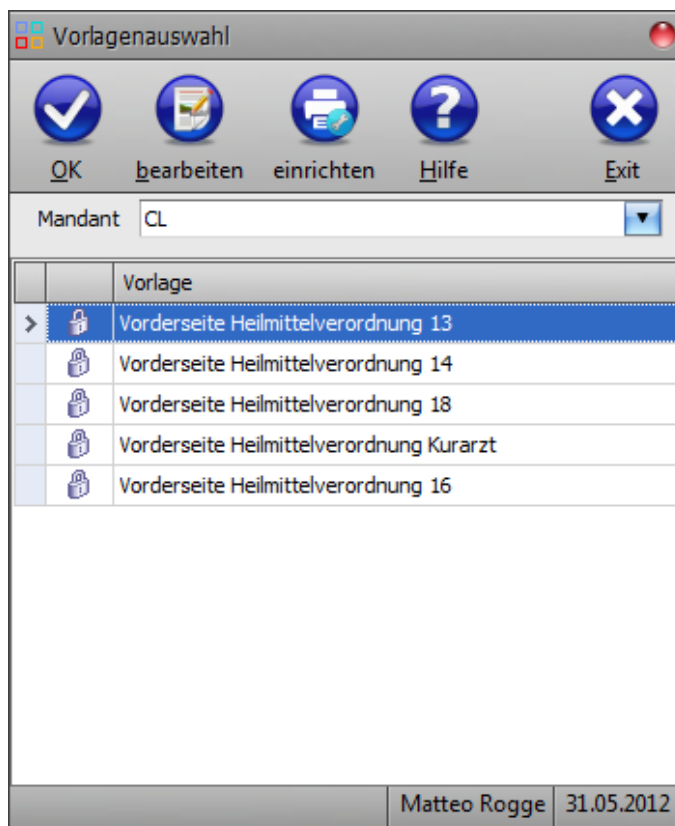 Vorlagenauswahl
OK bearbeiten einrichten Hilfe Exit
Mandant CL
Vorlage
Vorderseite Heilmittelverordnung 13
Vorderseite Heilmittelverordnung 14
Vorderseite Heilmittelverordnung 18
Vorderseite Heilmittelverordnung Kurarzt
Vorderseite Heilmittelverordnung 16
Matteo Rogge 31.05.2012